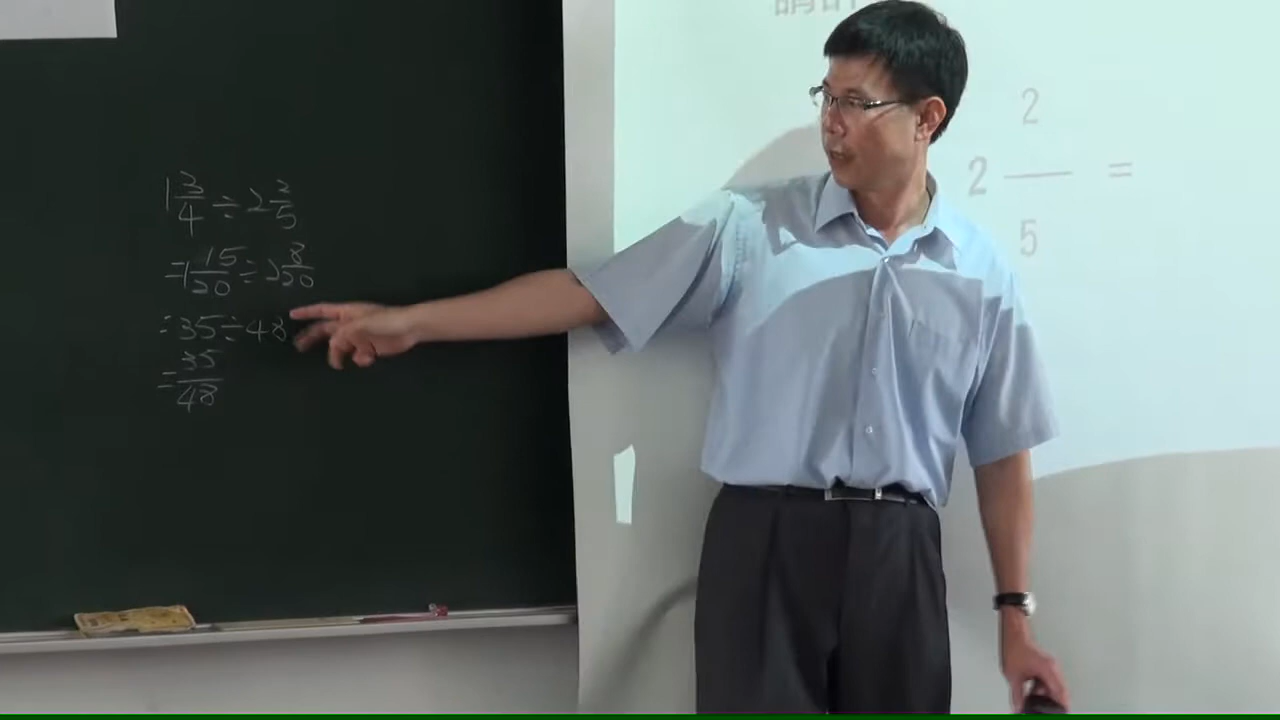 1 3/4 ÷ 2 2/5
= 1 15/20 ÷ 2 8/20
= 35 ÷ 48
= 35/48
2 2/5 =